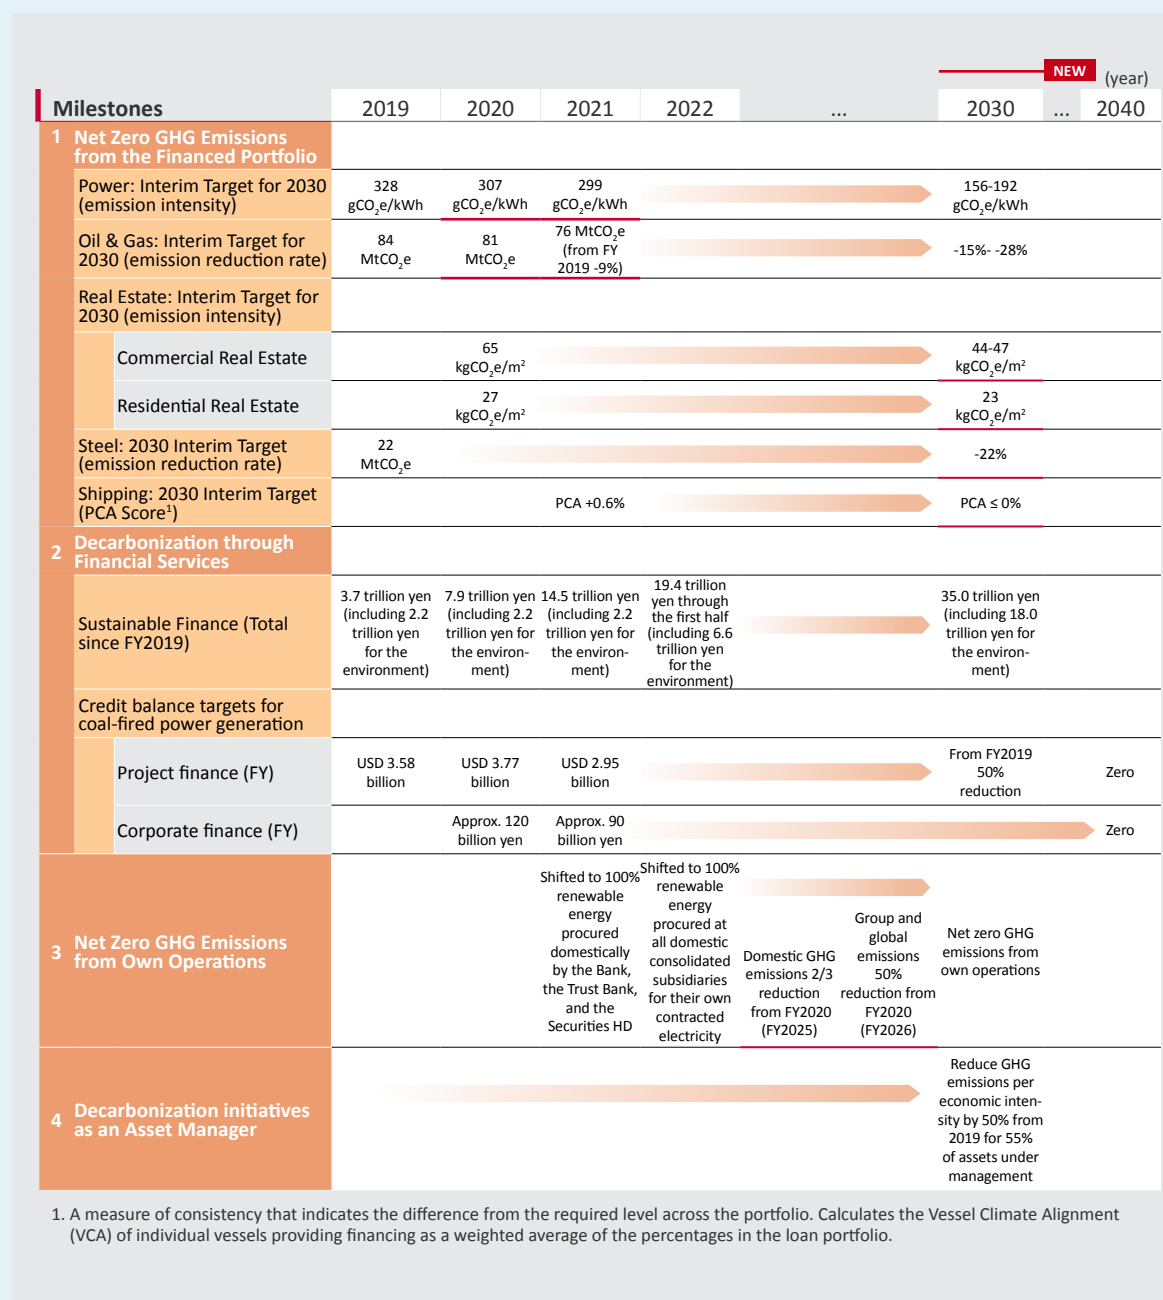 NEW
(year)
Milestones 2019 2020 2021 2022 ... 2030 ... 2040
1 Net Zero GHG Emissions
from the Financed Portfolio
Power: Interim Target for 2030
(emission intensity)
328
gCO2e/kWh
307
gCO2e/kWh
299
gCO2e/kWh
156-192
gCO2e/kWh
Oil & Gas: Interim Target for
2030 (emission reduction rate)
84
MtCO2e
81
MtCO2e
76 MtCO2e
(from FY
2019 -9%)
-15%- -28%
Real Estate: Interim Target for
2030 (emission intensity)
Commercial Real Estate
65
kgCO2e/m2
44-47
kgCO2e/m2
Residential Real Estate
27
kgCO2e/m2
23
kgCO2e/m2
Steel: 2030 Interim Target
(emission reduction rate)
22
MtCO2e
-22%
Shipping: 2030 Interim Target
(PCA Score1)
PCA +0.6%
PCA ≤ 0%
2 Decarbonization through
Financial Services
Sustainable Finance (Total
since FY2019)
3.7 trillion yen
(including 2.2
trillion yen
for the
environment)
7.9 trillion yen
(including 2.2
trillion yen for
the environ-
ment)
14.5 trillion yen
(including 2.2
trillion yen for
the environ-
ment)
19.4 trillion
yen through
the first half
(including 6.6
trillion yen
for the
environment)
35.0 trillion yen
(including 18.0
trillion yen for
the environ-
ment)
Credit balance targets for
coal-fired power generation
Project finance (FY)
USD 3.58
billion
USD 3.77
billion
USD 2.95
billion
From FY2019
50%
reduction
Zero
Corporate finance (FY)
Approx. 120
billion yen
Approx. 90
billion yen
Zero
3 Net Zero GHG Emissions
from Own Operations
Shifted to 100%
renewable
energy
procured
domestically
by the Bank,
the Trust Bank,
and the
Securities HD
Shifted to 100%
renewable
energy
procured at
all domestic
consolidated
subsidiaries
for their own
contracted
electricity
Domestic GHG
emissions 2/3
reduction
from FY2020
(FY2025)
Group and
global
emissions
50%
reduction from
FY2020
(FY2026)
Net zero GHG
emissions from
own operations
4 Decarbonization initiatives
as an Asset Manager
Reduce GHG
emissions per
economic inten-
sity by 50% from
2019 for 55%
of assets under
management
1. A measure of consistency that indicates the difference from the required level across the portfolio. Calculates the Vessel Climate Alignment
(VCA) of individual vessels providing financing as a weighted average of the percentages in the loan portfolio.